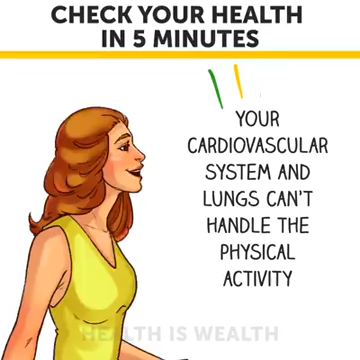 CHECK YOUR HEALTH
IN 5 MINUTES
YOUR
CARDIOVASCULAR
SYSTEM AND
LUNGS CAN'T
HANDLE THE
PHYSICAL
ACTIVITY
HEALTH IS WEALTH